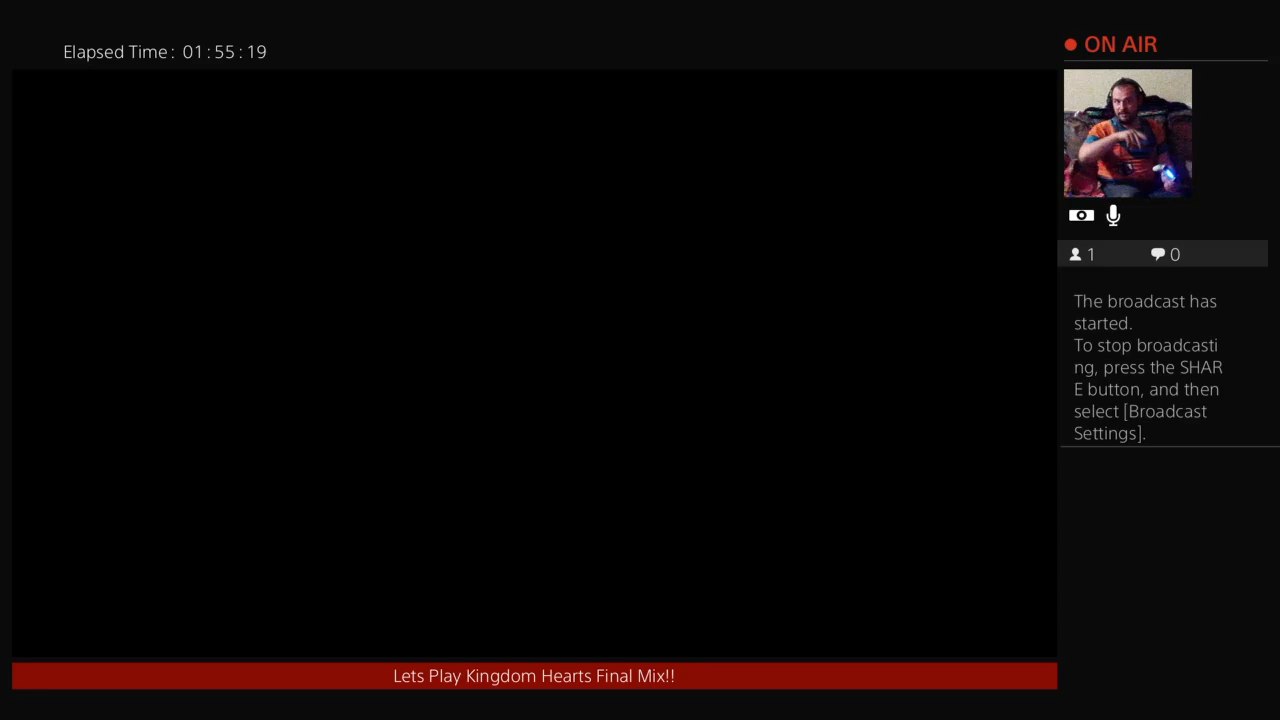 Elapsed Time: 01:55:19
ON AIR
1 0
The broadcast has
started.
To stop broadcasti
ng, press the SHAR
E button, and then
select [Broadcast
Settings].
Lets Play Kingdom Hearts Final Mix!!